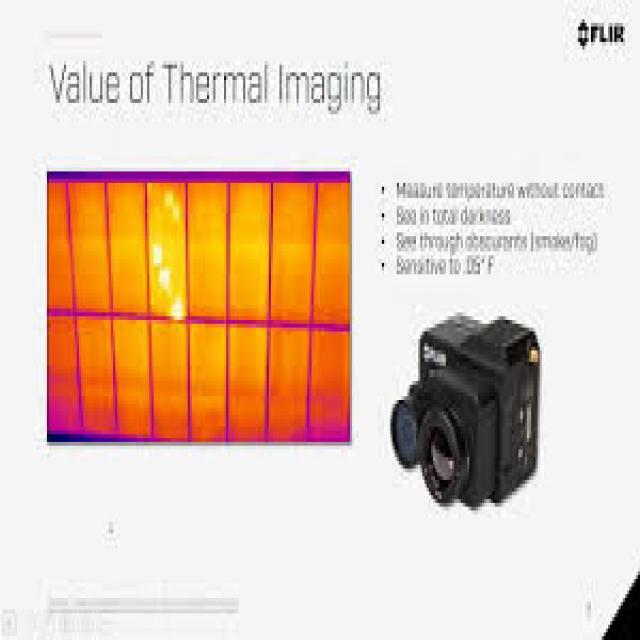 FLIR
Value of Thermal Imaging
• Measure temperature without contact
• See in total darkness
• See through obscurants (smoke/fog)
• Sensitive to .05° F